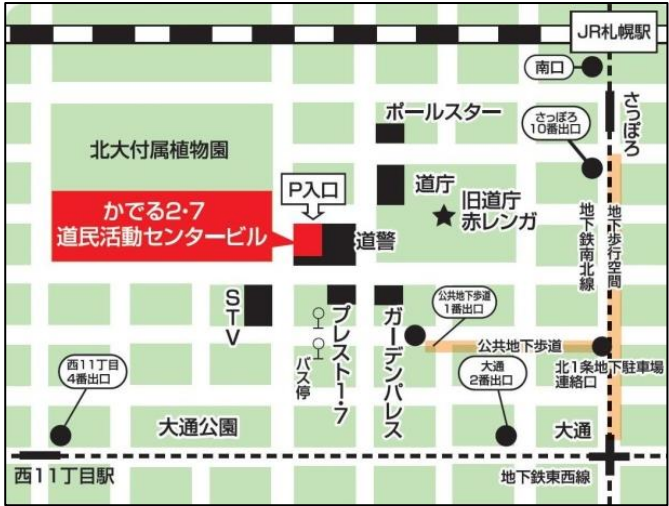 JR札幌駅
南口
さっぽろ
さっぽろ
10番出口
ポールスター
北大付属植物園
P入口
道庁
旧道庁
赤レンガ
かでる2・7
道民活動センタービル
道警
地下鉄南北線
地下歩行空間
STV
バス停
プレスト1・7
ガーデンパレス
公共地下歩道
1番出口
公共地下歩道
北1条地下駐車場
連絡口
西11丁目
4番出口
大通
2番出口
大通公園
大通
西11丁目駅
地下鉄東西線